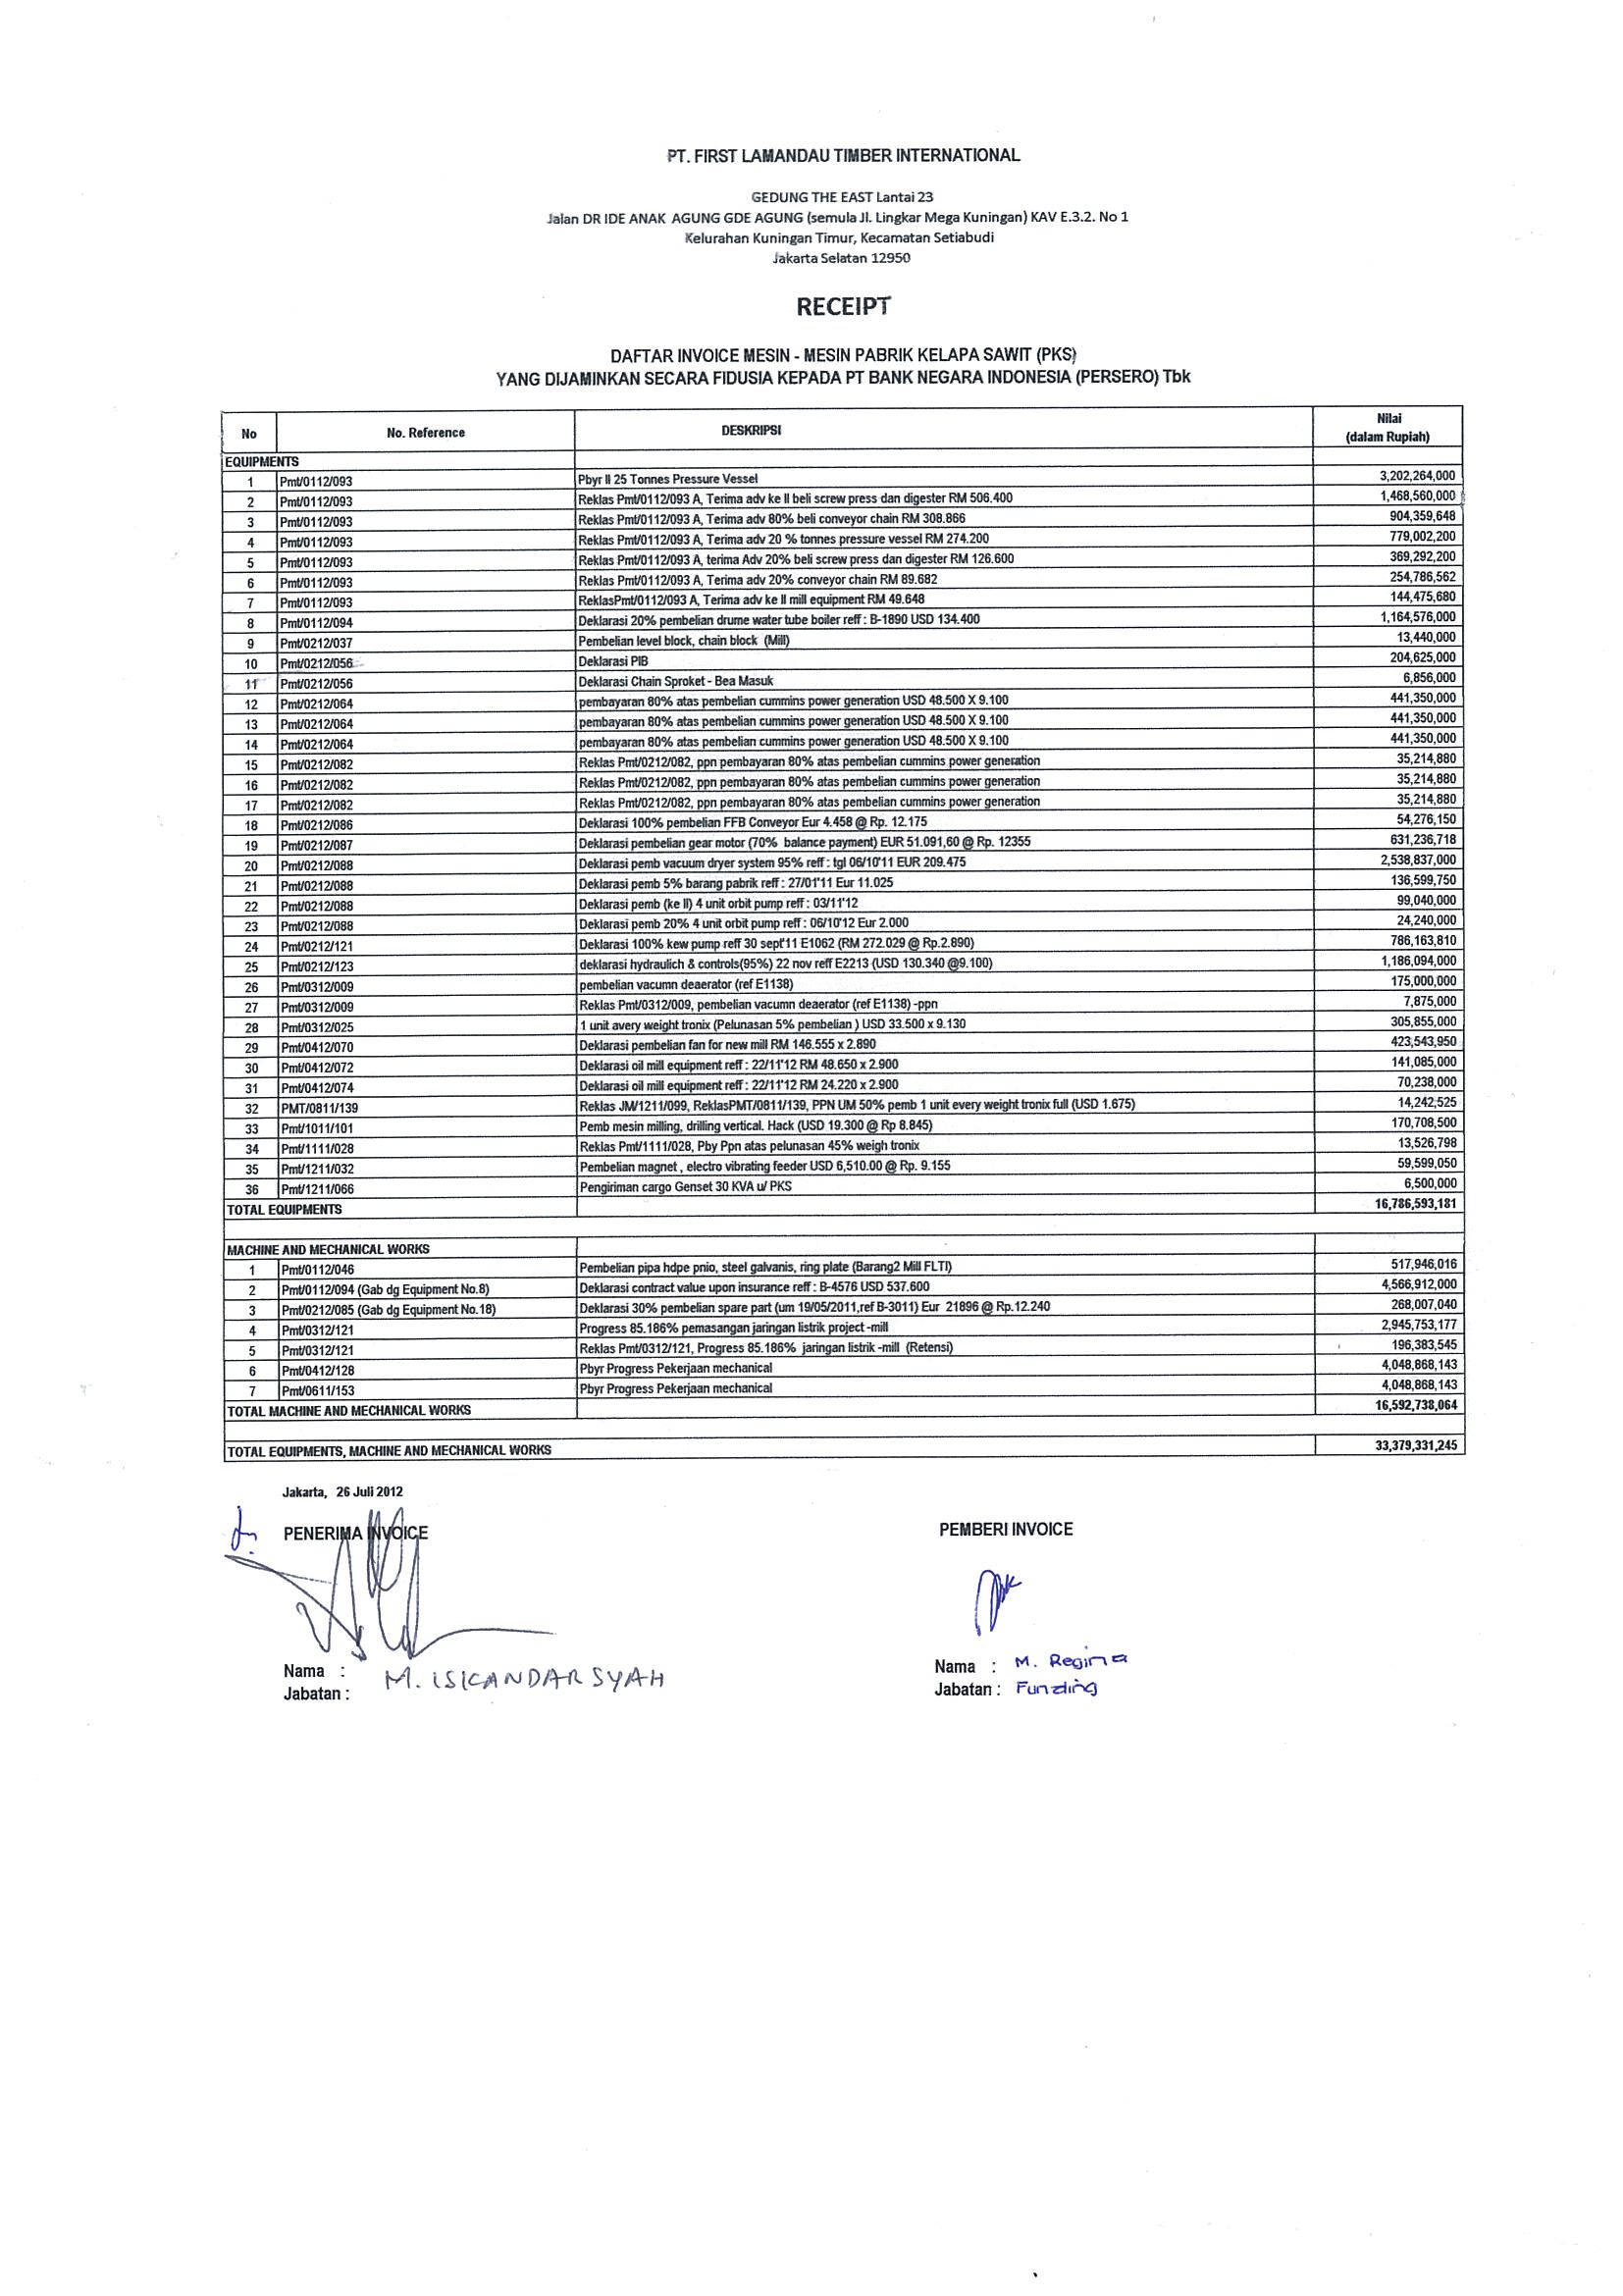 PT. FIRST LAMANDAU TIMBER INTERNATIONAL
GEDUNG THE EAST Lantai 23
Jalan DR IDE ANAK AGUNG GDE AGUNG (semula Jl. Lingkar Mega Kuningan) KAV E.3.2. No 1
Kelurahan Kuningan Timur, Kecamatan Setiabudi
Jakarta Selatan 12950
RECEIPT
DAFTAR INVOICE MESIN - MESIN PABRIK KELAPA SAWIT (PKS)
YANG DIJAMINKAN SECARA FIDUSIA KEPADA PT BANK NEGARA INDONESIA (PERSERO) Tbk
No No. Reference DESKRIPSI Nilai (dalam Rupiah)
EQUIPMENTS
1 Pmt/0112/093 Pbyr II 25 Tonnes Pressure Vessel 3,202,264,000
2 Pmt/0112/093 Reklas Pmt/0112/093 A, Terima adv ke II beli screw press dan digester RM 506.400 1,468,560,000
3 Pmt/0112/093 Reklas Pmt/0112/093 A, Terima adv 80% beli conveyor chain RM 308.866 904,359,648
4 Pmt/0112/093 Reklas Pmt/0112/093 A, Terima adv 20 % tonnes pressure vessel RM 274.200 779,002,200
5 Pmt/0112/093 Reklas Pmt/0112/093 A, terima Adv 20% beli screw press dan digester RM 126.600 369,292,200
6 Pmt/0112/093 Reklas Pmt/0112/093 A, Terima adv 20% conveyor chain RM 89.682 254,786,562
7 Pmt/0112/093 ReklasPmt/0112/093 A, Terima adv ke II mill equipment RM 49.648 144,475,680
8 Pmt/0112/094 Deklarasi 20% pembelian drume water tube boiler reff : B-1890 USD 134.400 1,164,576,000
9 Pmt/0212/037 Pembelian level block, chain block (Mill) 13,440,000
10 Pmt/0212/056 Deklarasi PIB 204,625,000
11 Pmt/0212/056 Deklarasi Chain Sproket - Bea Masuk 6,856,000
12 Pmt/0212/064 pembayaran 80% atas pembelian cummins power generation USD 48.500 X 9.100 441,350,000
13 Pmt/0212/064 pembayaran 80% atas pembelian cummins power generation USD 48.500 X 9.100 441,350,000
14 Pmt/0212/064 pembayaran 80% atas pembelian cummins power generation USD 48.500 X 9.100 441,350,000
15 Pmt/0212/082 Reklas Pmt/0212/082, ppn pembayaran 80% atas pembelian cummins power generation 35,214,880
16 Pmt/0212/082 Reklas Pmt/0212/082, ppn pembayaran 80% atas pembelian cummins power generation 35,214,880
17 Pmt/0212/082 Reklas Pmt/0212/082, ppn pembayaran 80% atas pembelian cummins power generation 35,214,880
18 Pmt/0212/086 Deklarasi 100% pembelian FFB Conveyor Eur 4.458 @ Rp. 12.175 54,276,150
19 Pmt/0212/087 Deklarasi pembelian gear motor (70% balance payment) EUR 51.091,60 @ Rp. 12355 631,236,718
20 Pmt/0212/088 Deklarasi pemb vacuum dryer system 95% reff : tgl 06/10'11 EUR 209.475 2,538,837,000
21 Pmt/0212/088 Deklarasi pemb 5% barang pabrik reff : 27/01'11 Eur 11.025 136,599,750
22 Pmt/0212/088 Deklarasi pemb (ke II) 4 unit orbit pump reff : 03/11'12 99,040,000
23 Pmt/0212/088 Deklarasi pemb 20% 4 unit orbit pump reff : 06/10'12 Eur 2.000 24,240,000
24 Pmt/0212/121 Deklarasi 100% kew pump reff 30 sept'11 E1062 (RM 272.029 @ Rp.2.890) 786,163,810
25 Pmt/0212/123 deklarasi hydraulich & controls(95%) 22 nov reff E2213 (USD 130.340 @9.100) 1,186,094,000
26 Pmt/0312/009 pembelian vacumn deaerator (ref E1138) 175,000,000
27 Pmt/0312/009 Reklas Pmt/0312/009, pembelian vacumn deaerator (ref E1138) -ppn 7,875,000
28 Pmt/0312/025 1 unit avery weight tronix (Pelunasan 5% pembelian ) USD 33.500 x 9.130 305,855,000
29 Pmt/0412/070 Deklarasi pembelian fan for new mill RM 146.555 x 2.890 423,543,950
30 Pmt/0412/072 Deklarasi oil mill equipment reff : 22/11'12 RM 48.650 x 2.900 141,085,000
31 Pmt/0412/074 Deklarasi oil mill equipment reff : 22/11'12 RM 24.220 x 2.900 70,238,000
32 PMT/0811/139 Reklas JM/1211/099, ReklasPMT/0811/139, PPN UM 50% pemb 1 unit every weight tronix full (USD 1.675) 14,242,525
33 Pmt/1011/101 Pemb mesin milling, drilling vertical. Hack (USD 19.300 @ Rp 8.845) 170,708,500
34 Pmt/1111/028 Reklas Pmt/1111/028, Pby Ppn atas pelunasan 45% weigh tronix 13,526,798
35 Pmt/1211/032 Pembelian magnet , electro vibrating feeder USD 6,510.00 @ Rp. 9.155 59,599,050
36 Pmt/1211/066 Pengiriman cargo Genset 30 KVA u/ PKS 6,500,000
TOTAL EQUIPMENTS 16,786,593,181
MACHINE AND MECHANICAL WORKS
1 Pmt/0112/046 Pembelian pipa hdpe pnio, steel galvanis, ring plate (Barang2 Mill FLTI) 517,946,016
2 Pmt/0112/094 (Gab dg Equipment No.8) Deklarasi contract value upon insurance reff : B-4576 USD 537.600 4,566,912,000
3 Pmt/0212/085 (Gab dg Equipment No.18) Deklarasi 30% pembelian spare part (um 19/05/2011,ref B-3011) Eur 21896 @ Rp.12.240 268,007,040
4 Pmt/0312/121 Progress 85.186% pemasangan jaringan listrik project -mill 2,945,753,177
5 Pmt/0312/121 Reklas Pmt/0312/121, Progress 85.186% jaringan listrik -mill (Retensi) 196,383,545
6 Pmt/0412/128 Pbyr Progress Pekerjaan mechanical 4,048,868,143
7 Pmt/0611/153 Pbyr Progress Pekerjaan mechanical 4,048,868,143
TOTAL MACHINE AND MECHANICAL WORKS 16,592,738,064
TOTAL EQUIPMENTS, MACHINE AND MECHANICAL WORKS 33,379,331,245
Jakarta, 26 Juli 2012
PENERIMA INVOICE PEMBERI INVOICE
Nama : M. ISKANDAR SYAH
Jabatan :
Nama : M. Regina
Jabatan : Funding